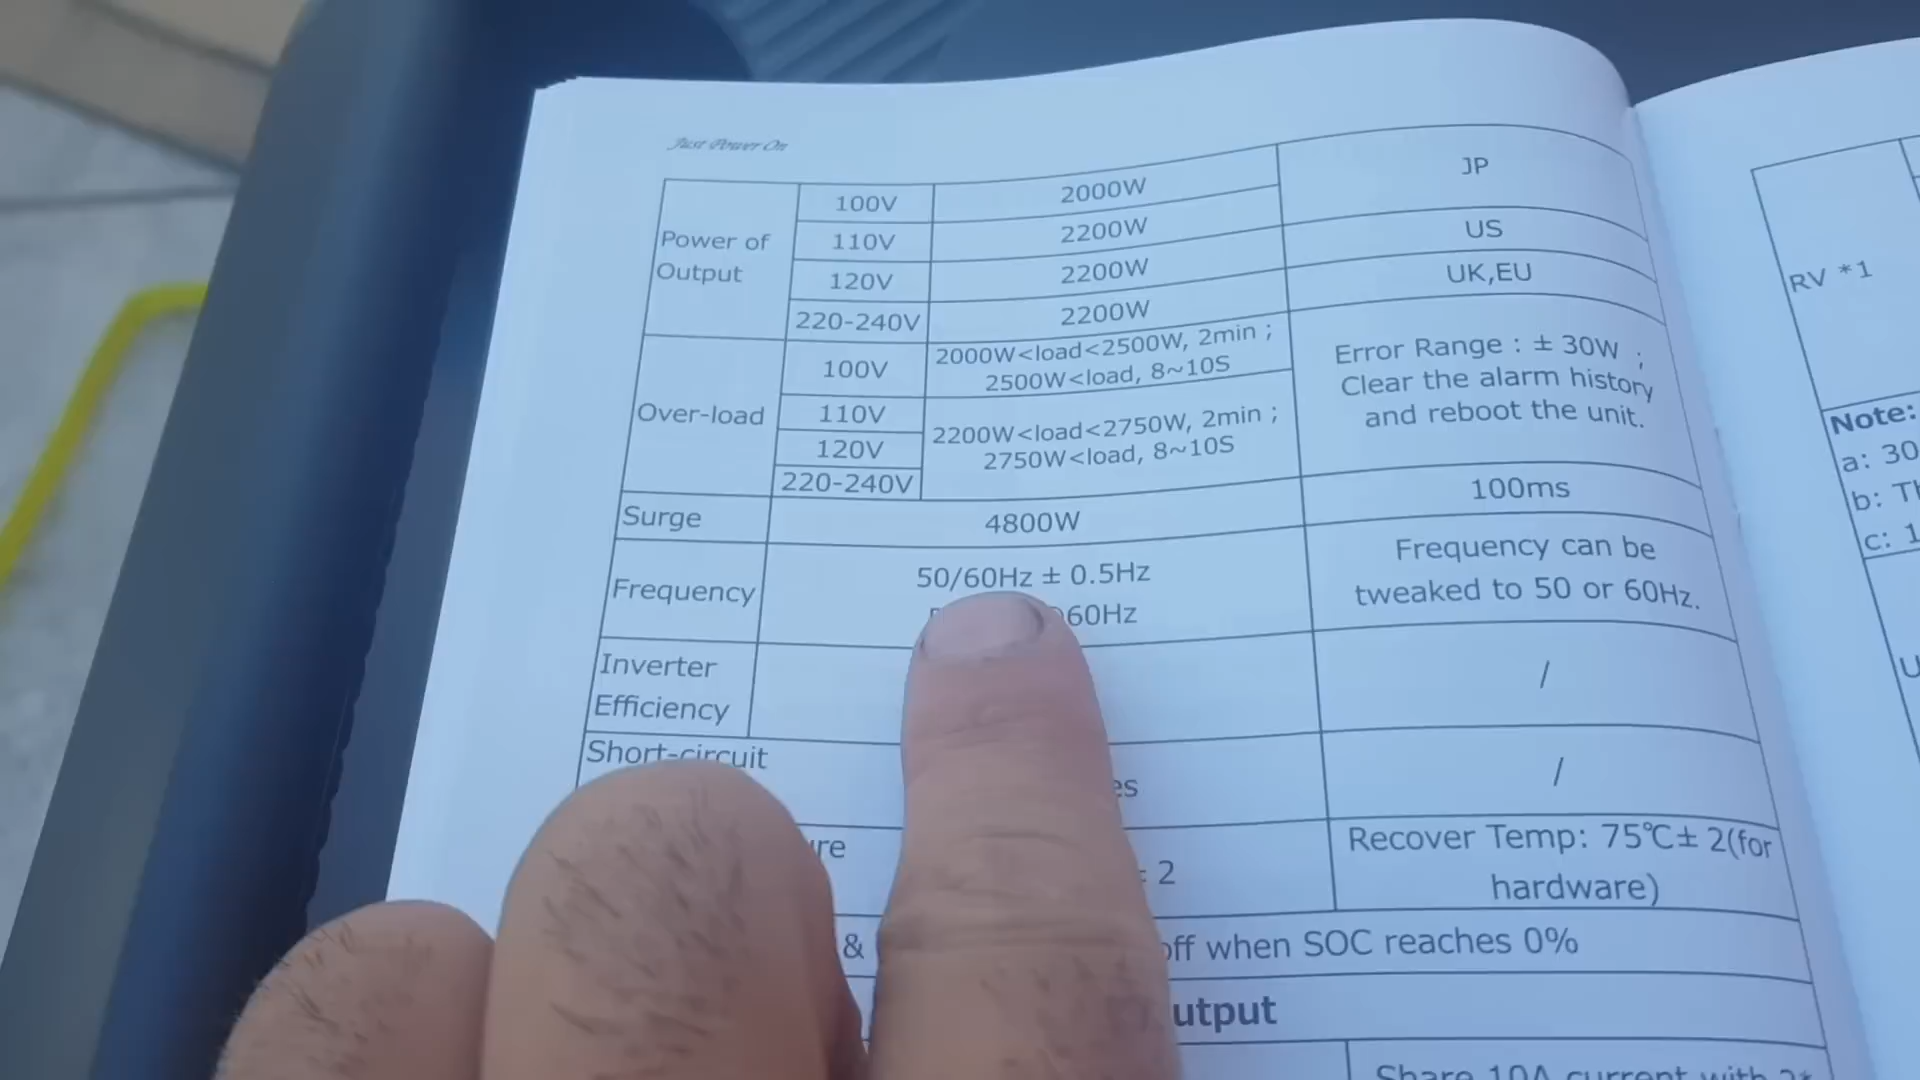 Just Power On
Power of
Output
100V
2000W
JP
110V
2200W
US
120V
2200W
UK,EU
220-240V
2200W
Over-load
100V
2000W<load<2500W, 2min ;
2500W<load, 8~10S
110V
120V
220-240V
2200W<load<2750W, 2min ;
2750W<load, 8~10S
Error Range : ± 30W ;
Clear the alarm history
and reboot the unit.
Surge
4800W
100ms
Frequency
50/60Hz ± 0.5Hz
60Hz
Frequency can be
tweaked to 50 or 60Hz.
Inverter
Efficiency
/
Short-circuit
/
2
Recover Temp: 75℃± 2(for
hardware)
&
when SOC reaches 0%
Share 10A current with
RV *1
Note:
a: 30
b:
c: 1